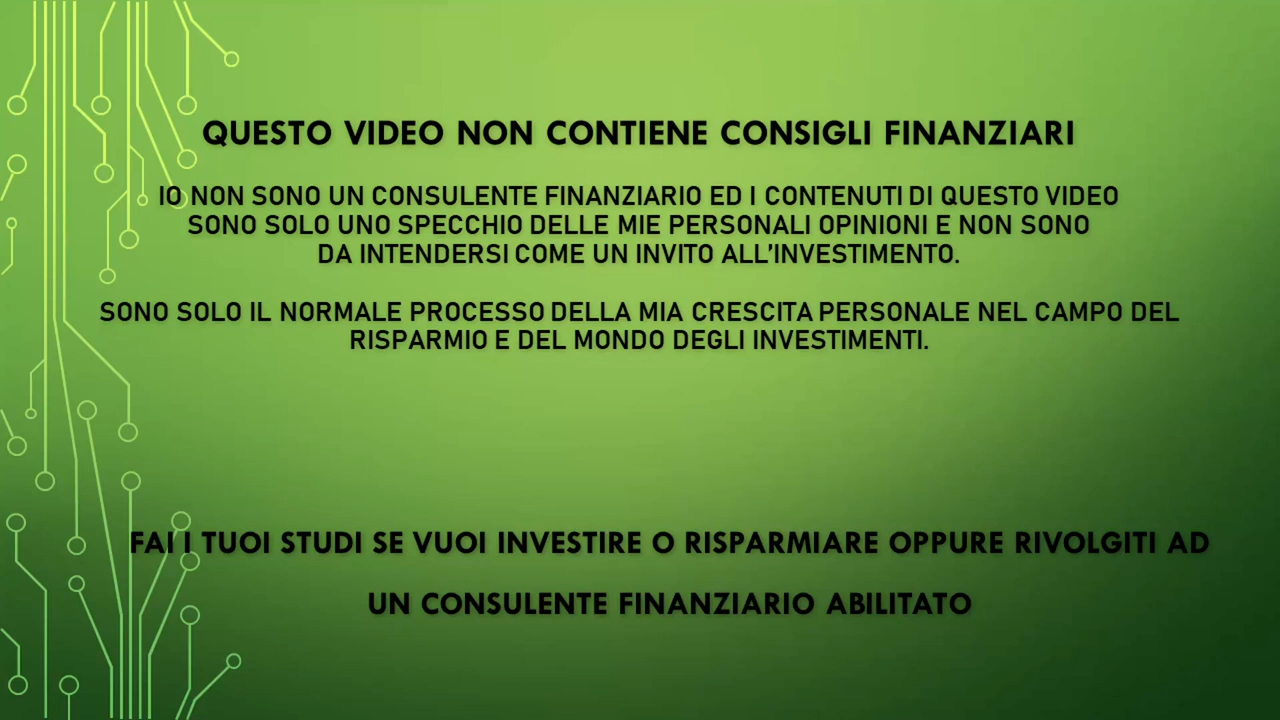 QUESTO VIDEO NON CONTIENE CONSIGLI FINANZIARI
IO NON SONO UN CONSULENTE FINANZIARIO ED I CONTENUTI DI QUESTO VIDEO
SONO SOLO UNO SPECCHIO DELLE MIE PERSONALI OPINIONI E NON SONO
DA INTENDERSI COME UN INVITO ALL'INVESTIMENTO.
SONO SOLO IL NORMALE PROCESSO DELLA MIA CRESCITA PERSONALE NEL CAMPO DEL
RISPARMIO E DEL MONDO DEGLI INVESTIMENTI.
FAI I TUOI STUDI SE VUOI INVESTIRE O RISPARMIARE OPPURE RIVOLGITI AD
UN CONSULENTE FINANZIARIO ABILITATO